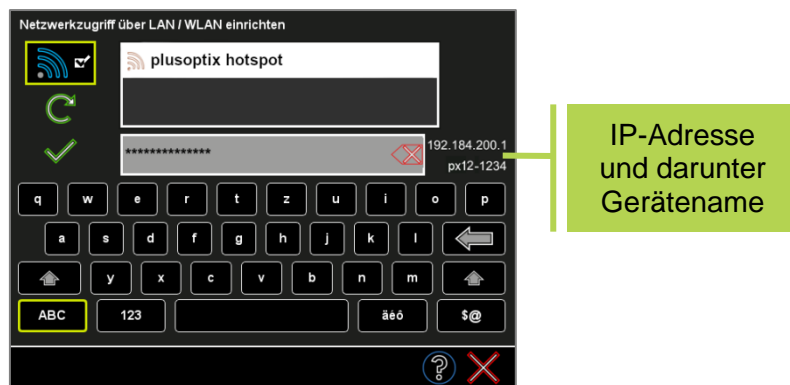 Netzwerkzugriff über LAN / WLAN einrichten
plusoptix hotspot
**************
192.184.200.1
px12-1234
IP-Adresse
und darunter
Gerätename
q w e r t z u i o p
a s d f g h j k l
y x c v b n m
ABC 123 äéô $@
?